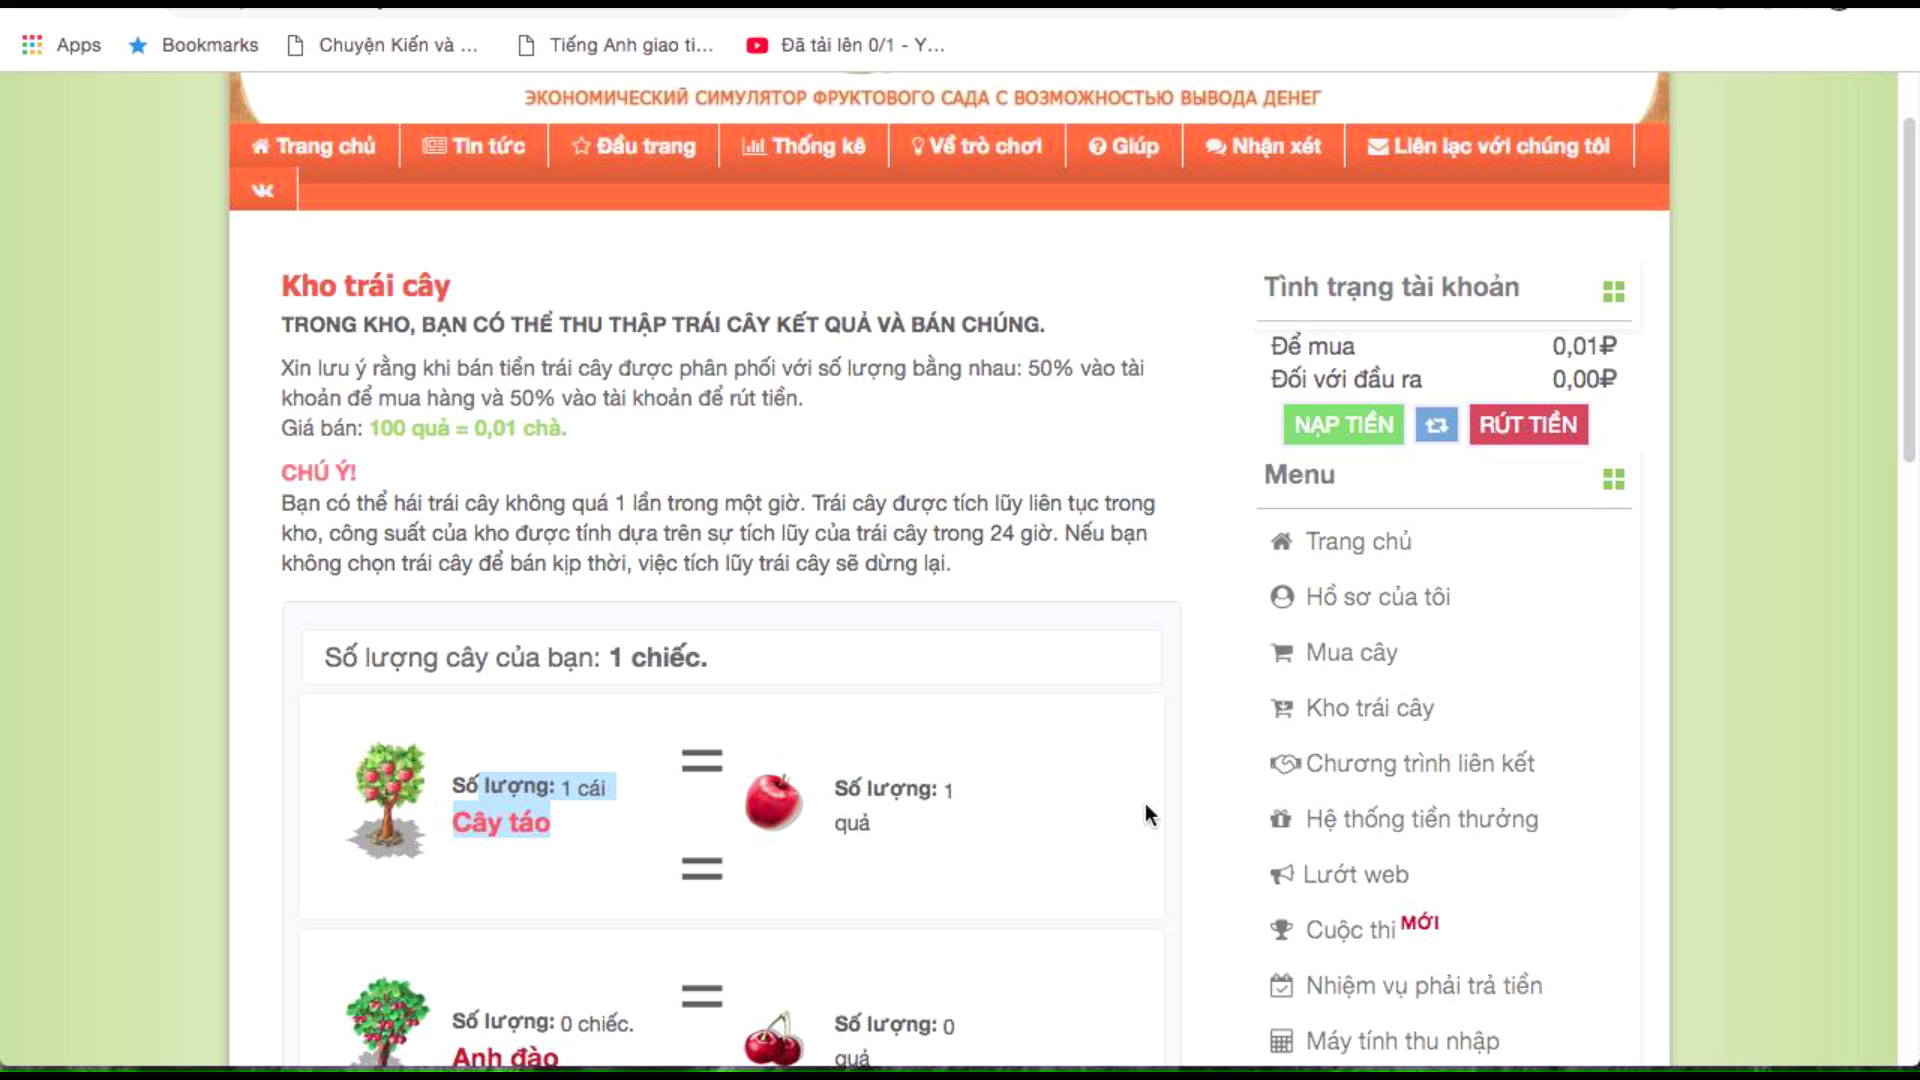 Apps
Bookmarks
Chuyện Kiến và ...
Tiếng Anh giao ti...
Đã tải lên 0/1 - Y...
ЭКОНОМИЧЕСКИЙ СИМУЛЯТОР ФРУКТОВОГО САДА С ВОЗМОЖНОСТЬЮ ВЫВОДА ДЕНЕГ
Trang chủ
Tin tức
Đầu trang
Thống kê
Về trò chơi
Giúp
Nhận xét
Liên lạc với chúng tôi
Kho trái cây
TRONG KHO, BẠN CÓ THỂ THU THẬP TRÁI CÂY KẾT QUẢ VÀ BÁN CHÚNG.
Xin lưu ý rằng khi bán tiền trái cây được phân phối với số lượng bằng nhau: 50% vào tài
khoản để mua hàng và 50% vào tài khoản để rút tiền.
Giá bán: 100 quả = 0,01 chà.
CHÚ Ý!
Bạn có thể hái trái cây không quá 1 lần trong một giờ. Trái cây được tích lũy liên tục trong
kho, công suất của kho được tính dựa trên sự tích lũy của trái cây trong 24 giờ. Nếu bạn
không chọn trái cây để bán kịp thời, việc tích lũy trái cây sẽ dừng lại.
Số lượng cây của bạn: 1 chiếc.
Số lượng: 1 cái
Cây táo
=
Số lượng: 1
quả
=
Số lượng: 0 chiếc.
Anh đào
=
Số lượng: 0
quả
Tình trạng tài khoản
Để mua 0,01₽
Đối với đầu ra 0,00₽
NẠP TIỀN
RÚT TIỀN
Menu
Trang chủ
Hồ sơ của tôi
Mua cây
Kho trái cây
Chương trình liên kết
Hệ thống tiền thưởng
Lướt web
Cuộc thi MỚI
Nhiệm vụ phải trả tiền
Máy tính thu nhập